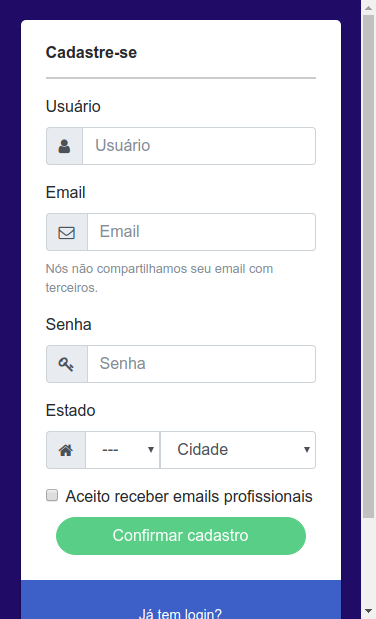 Cadastre-se
Usuário
Usuário
Email
Email
Nós não compartilhamos seu email com
terceiros.
Senha
Senha
Estado
--- Cidade
Aceito receber emails profissionais
Confirmar cadastro
Já tem login?